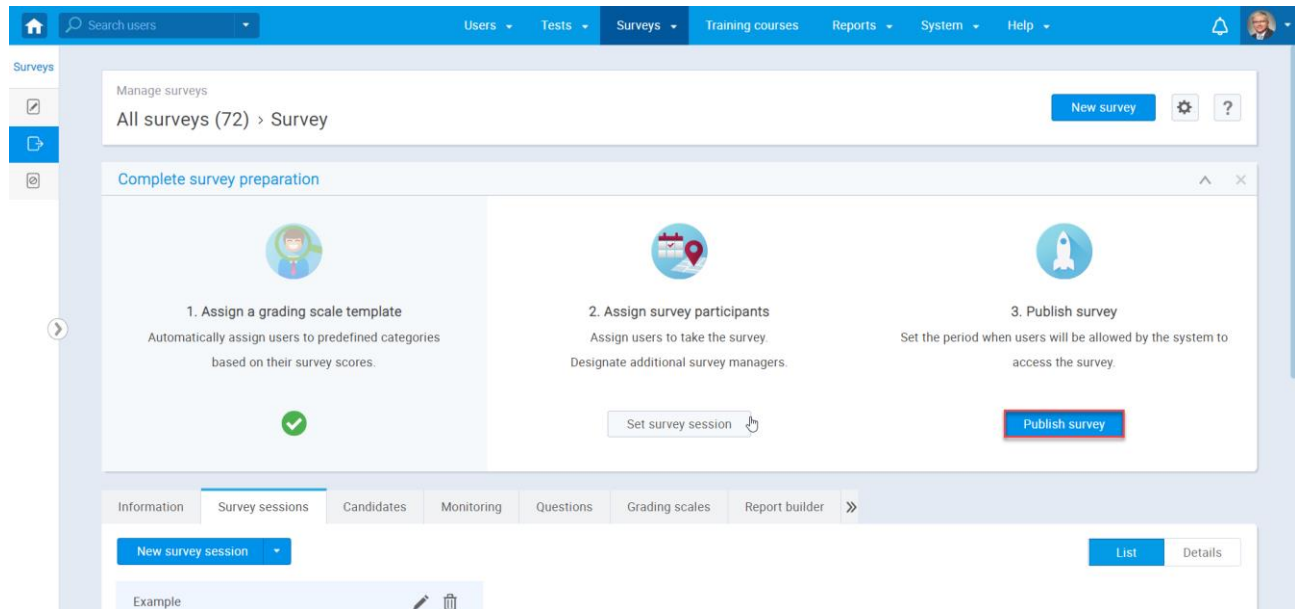 Search users
Users
Tests
Surveys
Training courses
Reports
System
Help
Surveys
Manage surveys
All surveys (72) › Survey
New survey
?
Complete survey preparation
1. Assign a grading scale template
Automatically assign users to predefined categories
based on their survey scores.
2. Assign survey participants
Assign users to take the survey.
Designate additional survey managers.
Set survey session
3. Publish survey
Set the period when users will be allowed by the system to
access the survey.
Publish survey
Information
Survey sessions
Candidates
Monitoring
Questions
Grading scales
Report builder
New survey session
List
Details
Example